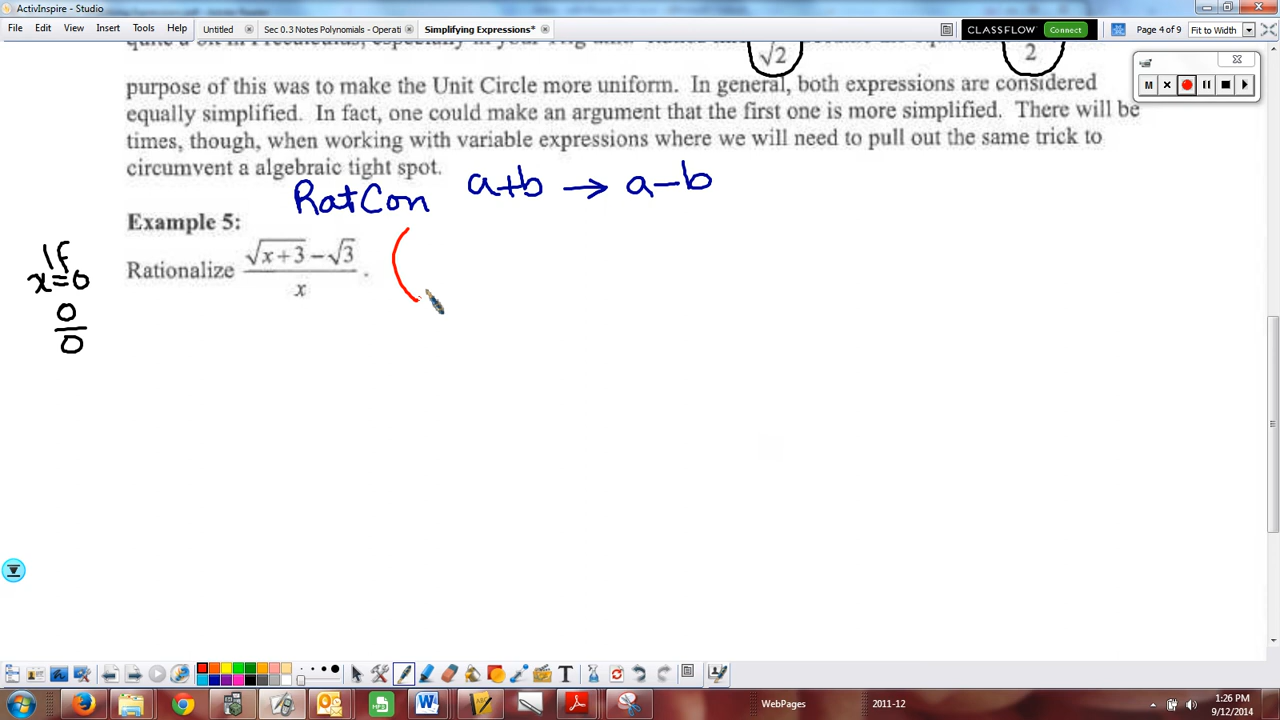 ActivInspire - Studio
File Edit View Insert Tools Help
Untitled
Sec 0.3 Notes Polynomials - Operati
Simplifying Expressions*
CLASSFLOW
Connect
Page 4 of 9
Fit to Width
√2
2
purpose of this was to make the Unit Circle more uniform. In general, both expressions are considered
equally simplified. In fact, one could make an argument that the first one is more simplified. There will be
times, though, when working with variable expressions where we will need to pull out the same trick to
circumvent a algebraic tight spot.
RatCon a+b → a-b
Example 5:
Rationalize (√(x+3) - √3)/x .
If
x=0
0/0
M
WebPages
2011-12
1:26 PM
9/12/2014